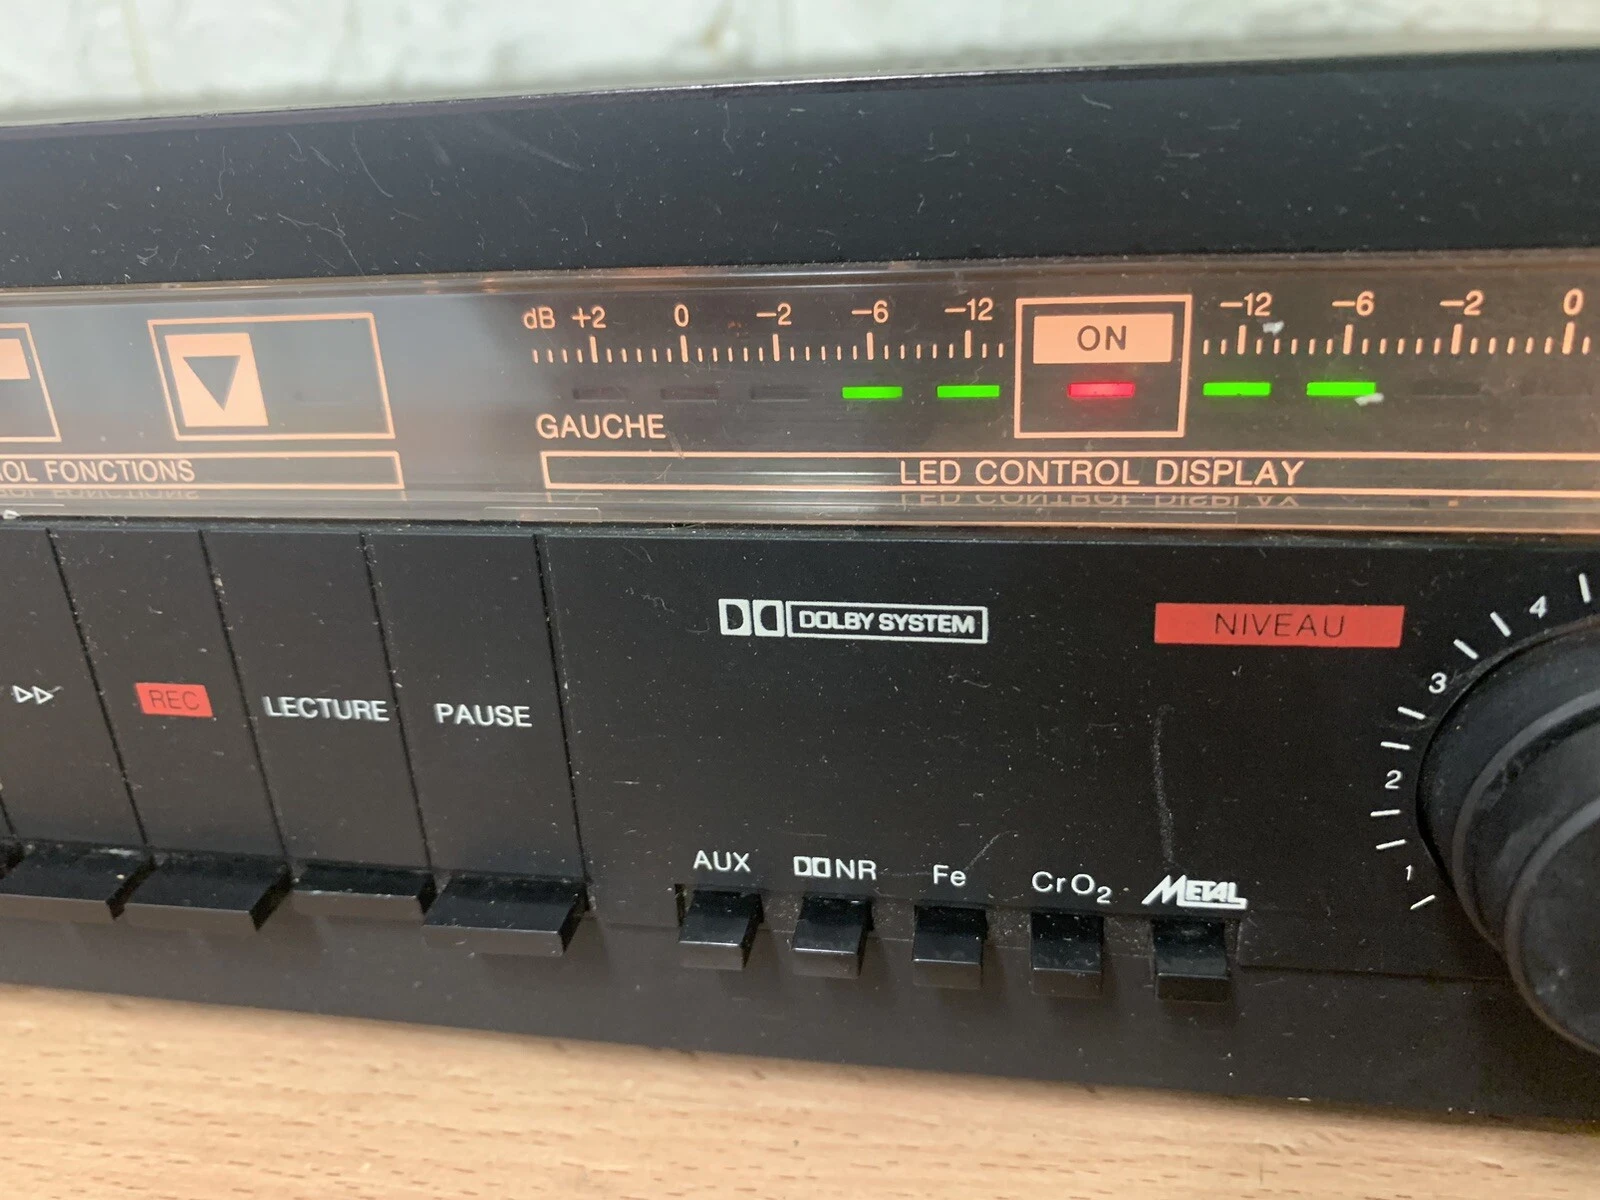 dB +2 0 −2 −6 −12
ON
−12 −6 −2 0
GAUCHE
OL FONCTIONS
LED CONTROL DISPLAY
DOLBY SYSTEM
NIVEAU
REC
LECTURE
PAUSE
4
3
2
1
AUX
NR
Fe
CrO₂
METAL